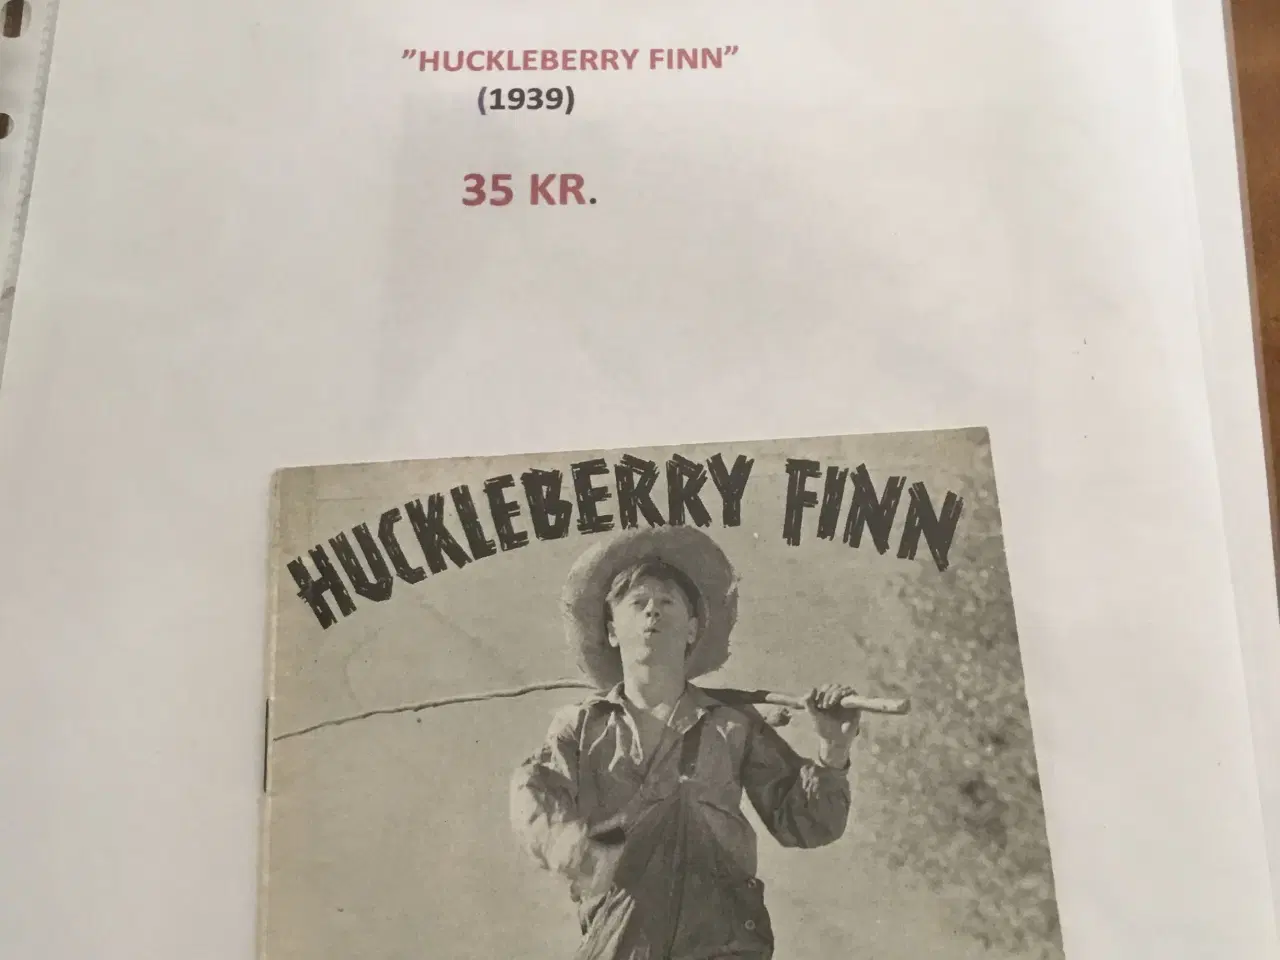 ”HUCKLEBERRY FINN”
(1939)
35 KR.
HUCKLEBERRY FINN